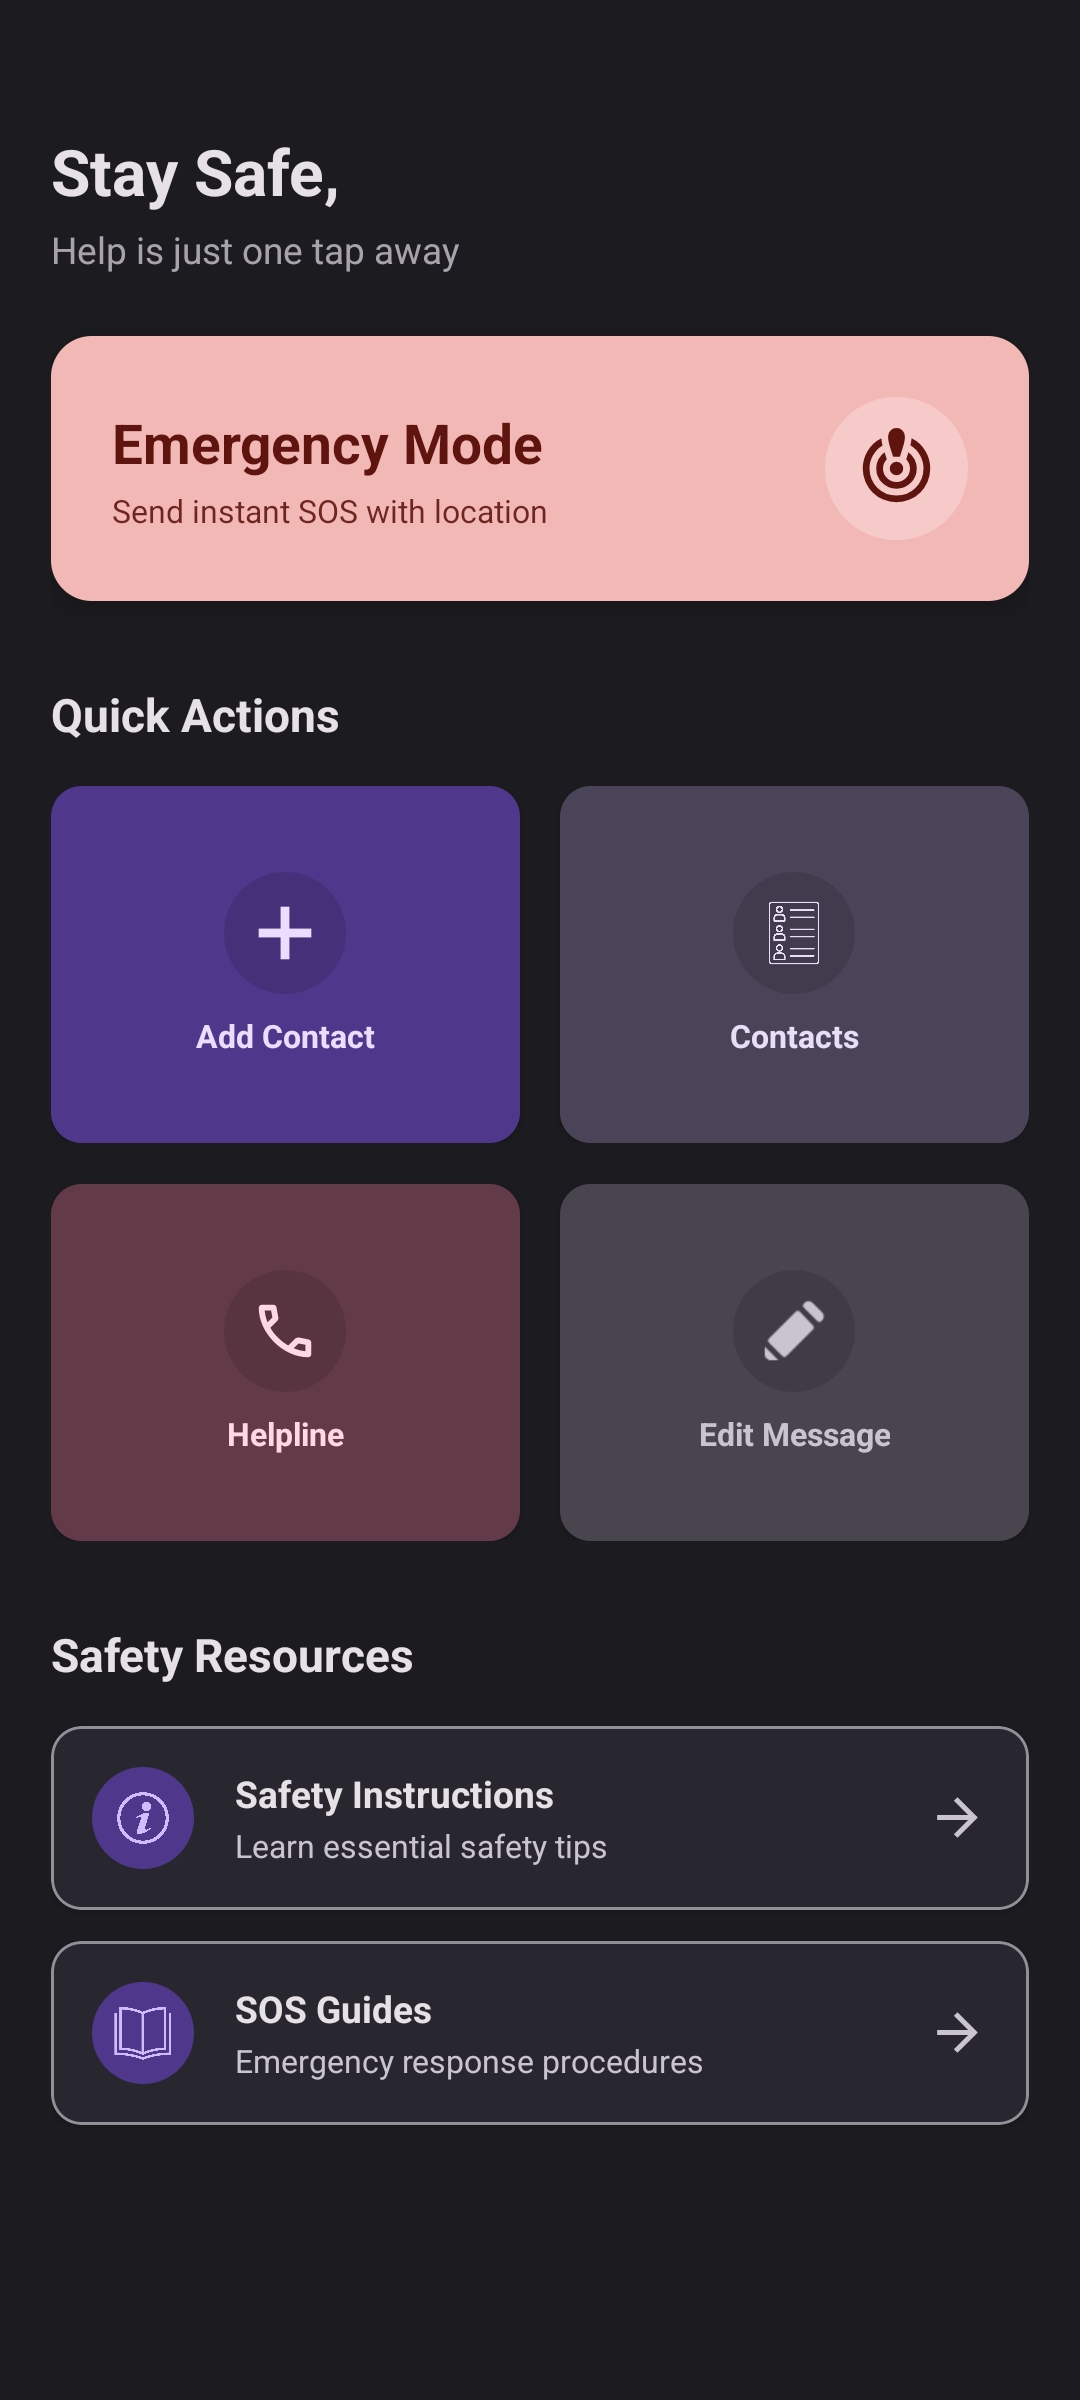 Stay Safe,
Help is just one tap away
Emergency Mode
Send instant SOS with location
Quick Actions
Add Contact
Contacts
Helpline
Edit Message
Safety Resources
Safety Instructions
Learn essential safety tips
SOS Guides
Emergency response procedures